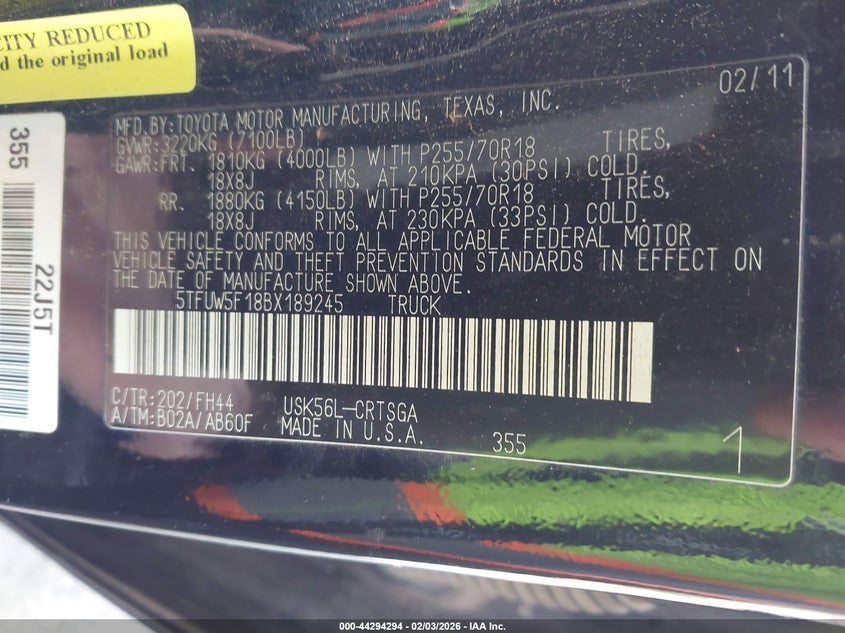 CITY REDUCED
d the original load
355
22J5T
02/11
MFD.BY:TOYOTA MOTOR MANUFACTURING, TEXAS, INC.
GVWR:3220KG (7100LB)
GAWR:FRT. 1810KG (4000LB) WITH P255/70R18 TIRES,
18X8J RIMS, AT 210KPA (30PSI) COLD.
RR. 1880KG (4150LB) WITH P255/70R18 TIRES,
18X8J RIMS, AT 230KPA (33PSI) COLD.
THIS VEHICLE CONFORMS TO ALL APPLICABLE FEDERAL MOTOR
VEHICLE SAFETY AND THEFT PREVENTION STANDARDS IN EFFECT ON
THE DATE OF MANUFACTURE SHOWN ABOVE.
5TFUW5F18BX189245 TRUCK
C/TR:202/FH44 USK56L-CRTSGA
A/TM:B02A/AB60F MADE IN U.S.A. 355 1
000-44294294 - 02/03/2026 - IAA Inc.